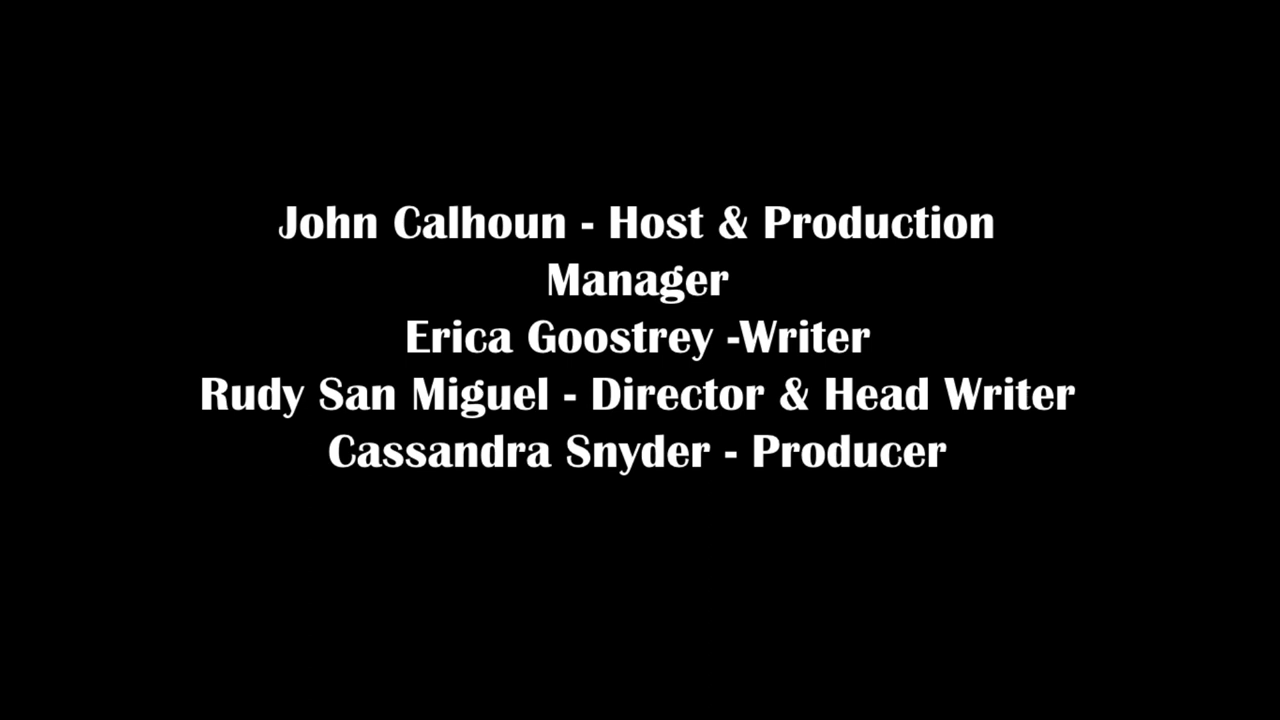 John Calhoun - Host & Production
Manager
Erica Goostrey -Writer
Rudy San Miguel - Director & Head Writer
Cassandra Snyder - Producer